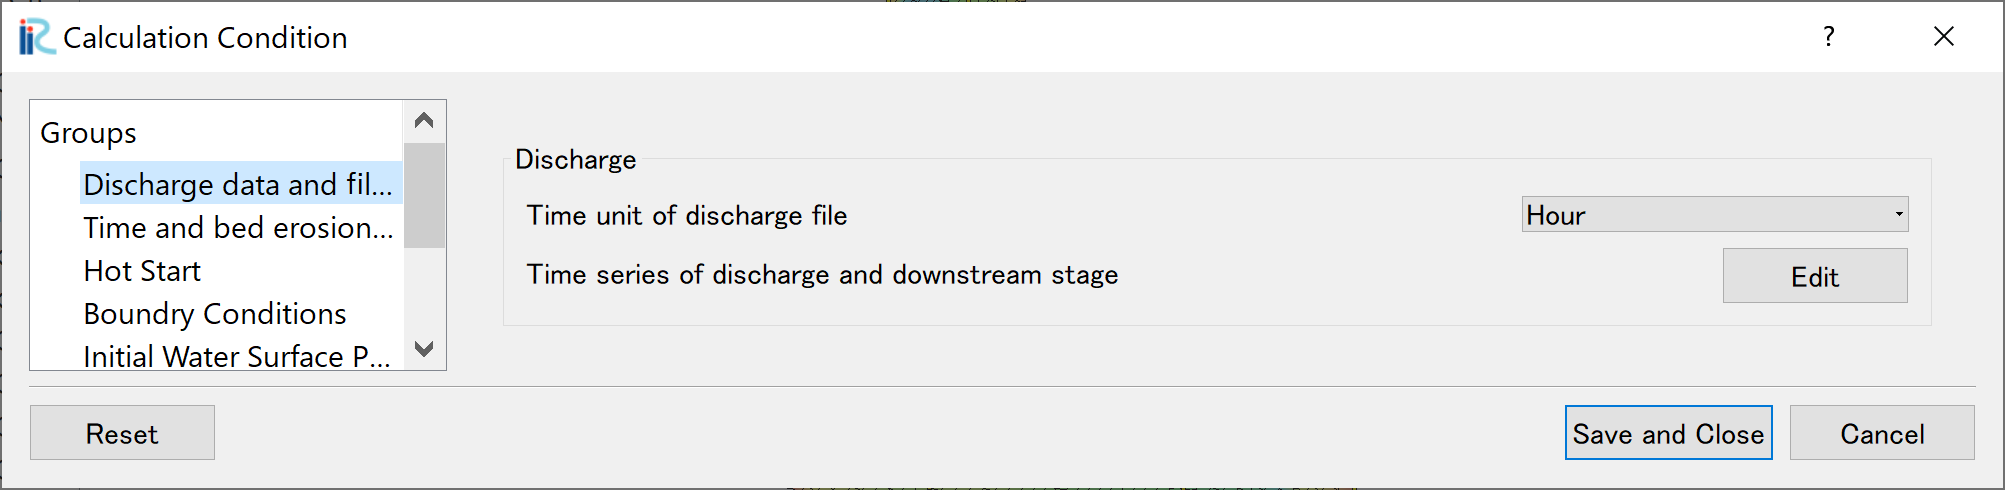 iRIC Calculation Condition
? ×
Groups
Discharge data and fil...
Time and bed erosion...
Hot Start
Boundry Conditions
Initial Water Surface P...
Discharge
Time unit of discharge file
Hour
Time series of discharge and downstream stage
Edit
Reset
Save and Close
Cancel